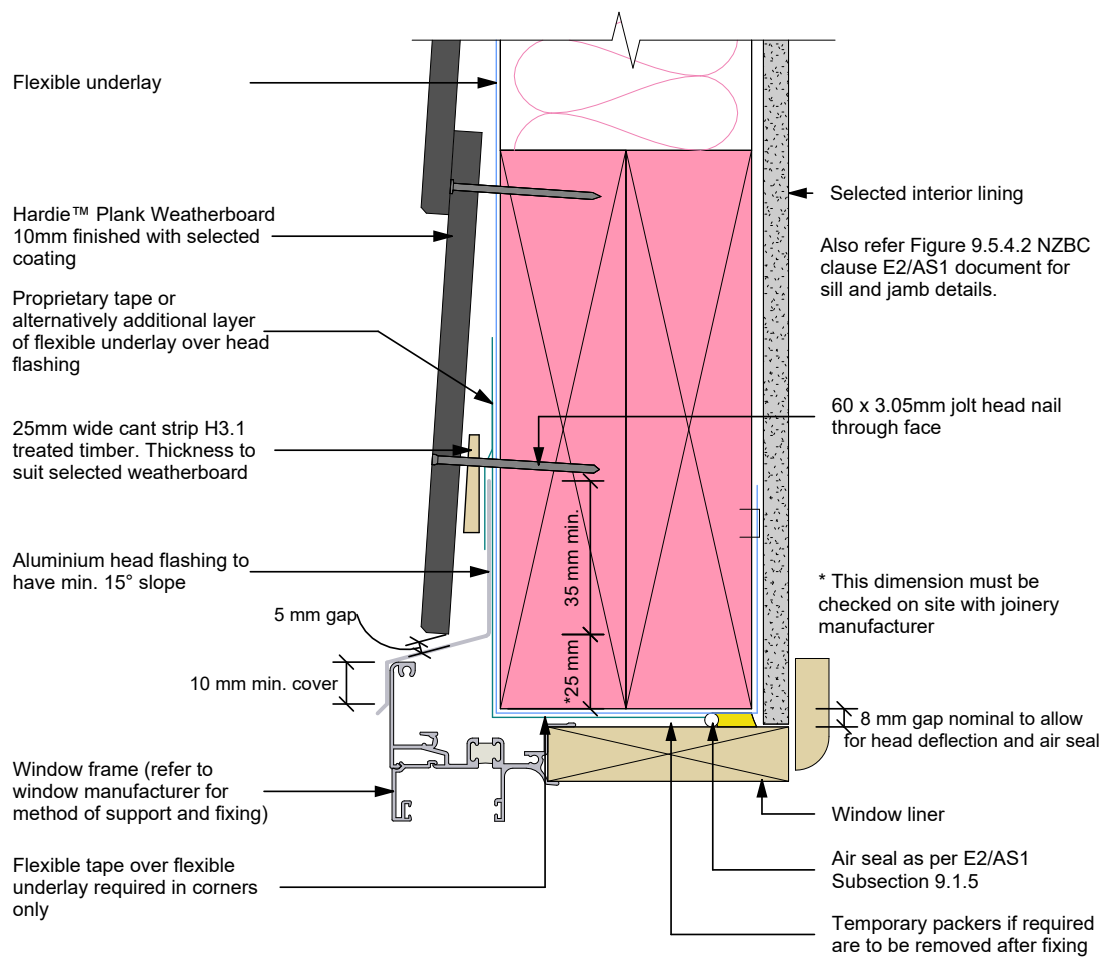 Flexible underlay
Hardie™ Plank Weatherboard
10mm finished with selected
coating
Proprietary tape or
alternatively additional layer
of flexible underlay over head
flashing
25mm wide cant strip H3.1
treated timber. Thickness to
suit selected weatherboard
Aluminium head flashing to
have min. 15° slope
5 mm gap
10 mm min. cover
Window frame (refer to
window manufacturer for
method of support and fixing)
Flexible tape over flexible
underlay required in corners
only
35 mm min.
*25 mm
Selected interior lining
Also refer Figure 9.5.4.2 NZBC
clause E2/AS1 document for
sill and jamb details.
60 x 3.05mm jolt head nail
through face
* This dimension must be
checked on site with joinery
manufacturer
8 mm gap nominal to allow
for head deflection and air seal
Window liner
Air seal as per E2/AS1
Subsection 9.1.5
Temporary packers if required
are to be removed after fixing